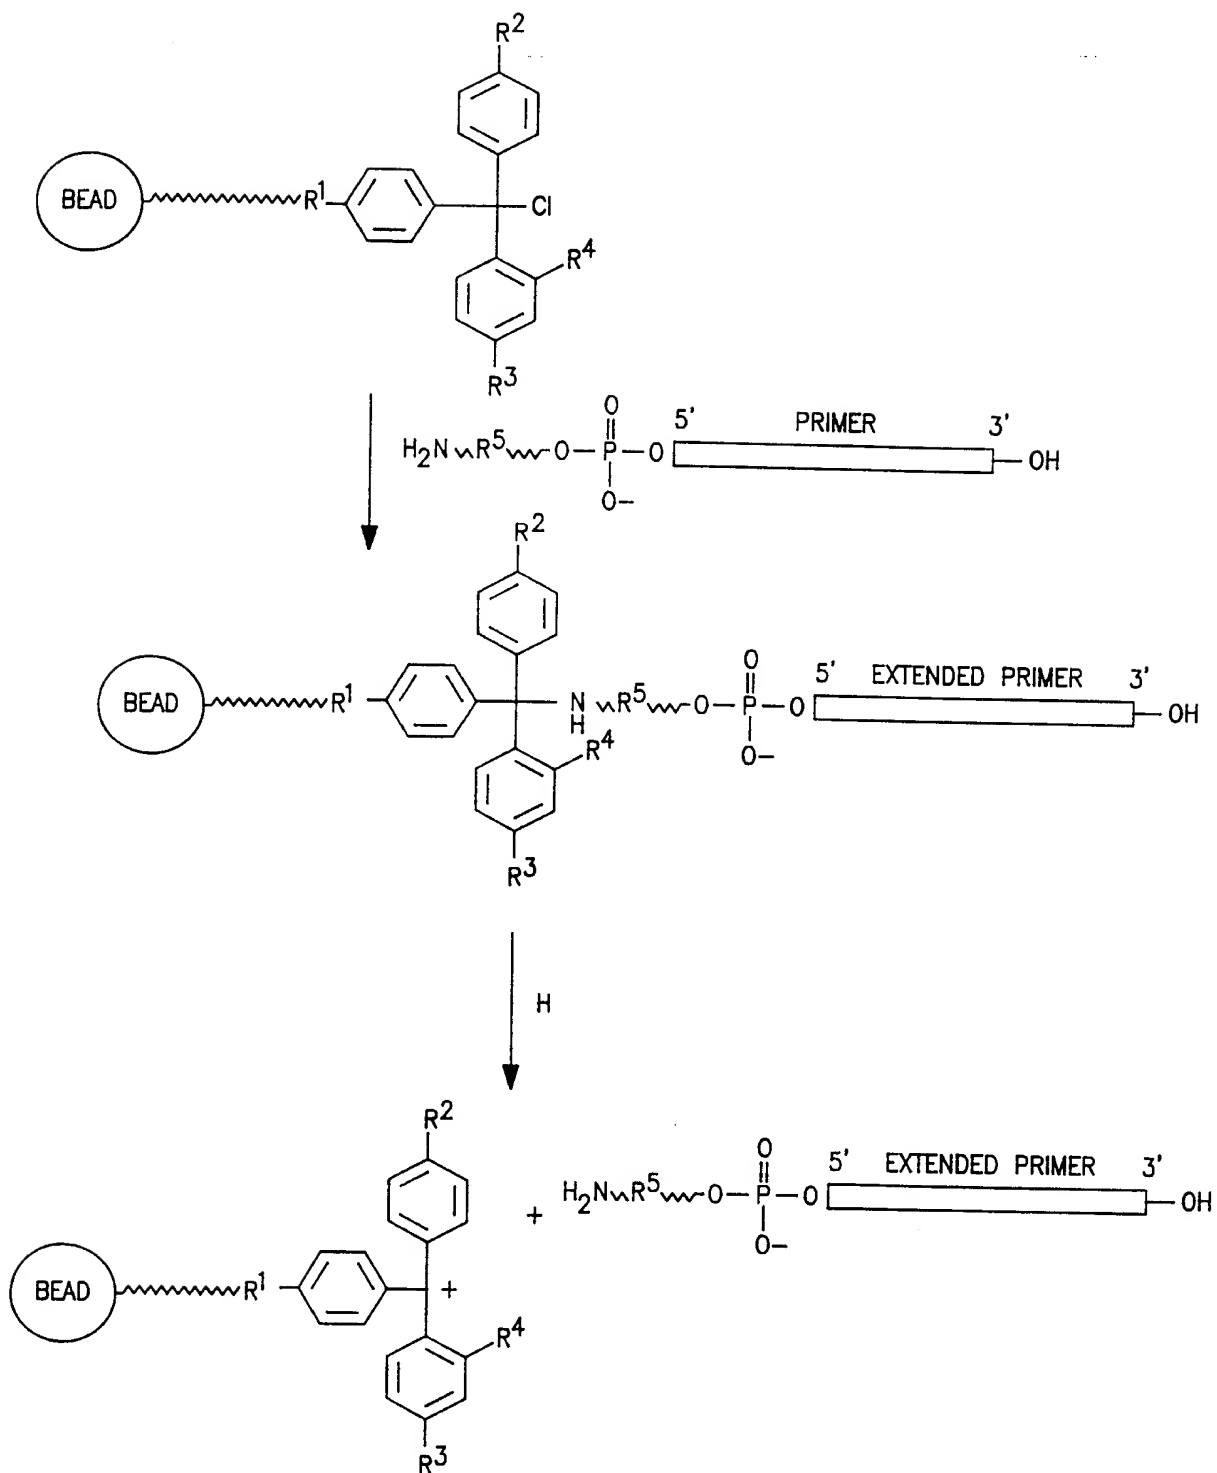 R²
BEAD
R¹
Cl
R⁴
R³
H₂N R⁵ O P O
O
O−
5' PRIMER 3'
OH
R²
BEAD
R¹
N
H
R⁵ O P O
O
O−
5' EXTENDED PRIMER 3'
OH
R⁴
R³
H
R²
BEAD
R¹
+
R⁴
R³
+
H₂N R⁵ O P O
O
O−
5' EXTENDED PRIMER 3'
OH